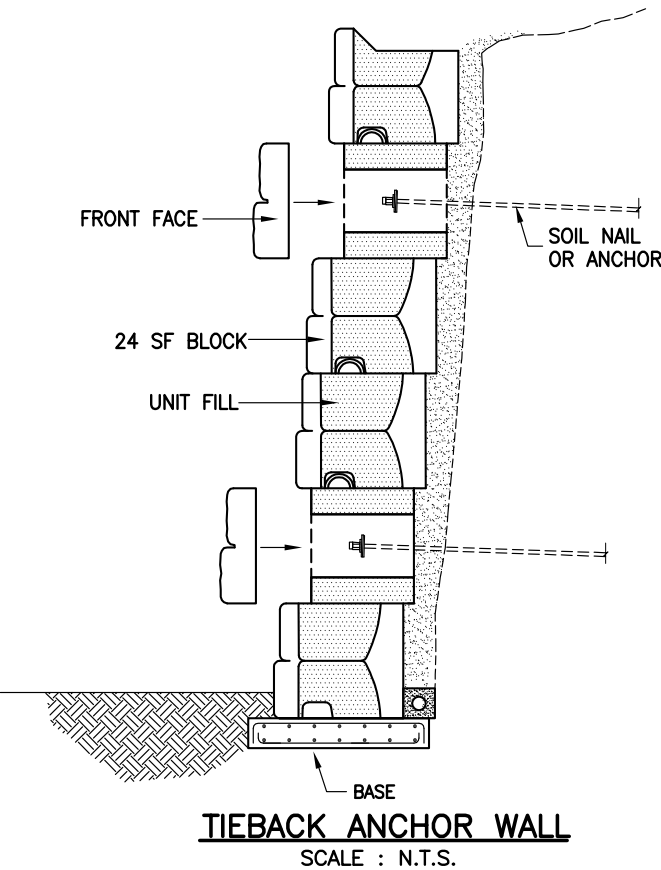 FRONT FACE
SOIL NAIL
OR ANCHOR
24 SF BLOCK
UNIT FILL
BASE
TIEBACK ANCHOR WALL
SCALE : N.T.S.